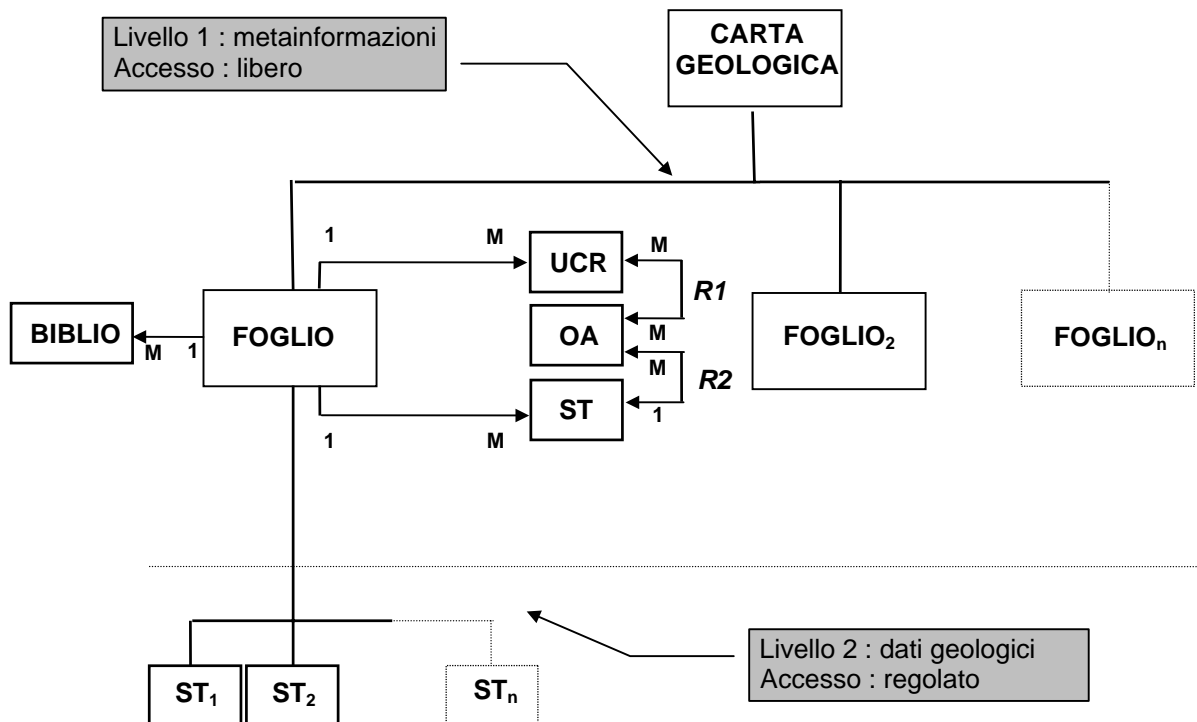 Livello 1 : metainformazioni
Accesso : libero
CARTA
GEOLOGICA
1
M
UCR
M
R1
BIBLIO
M
1
FOGLIO
OA
M
M
R2
ST
1
1
M
FOGLIO₂
FOGLIOₙ
Livello 2 : dati geologici
Accesso : regolato
ST₁
ST₂
STₙ